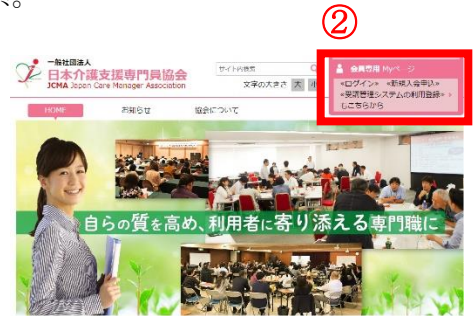 い。
②
一般社団法人
日本介護支援専門員協会
JCMA Japan Care Manager Association
サイト内検索
文字の大きさ 大 小
会員専用 Myページ
«ログイン» «新規入会申込»
«受講管理システムの利用登録» ›
もこちらから
HOME お知らせ 協会について
自らの質を高め、利用者に寄り添える専門職に